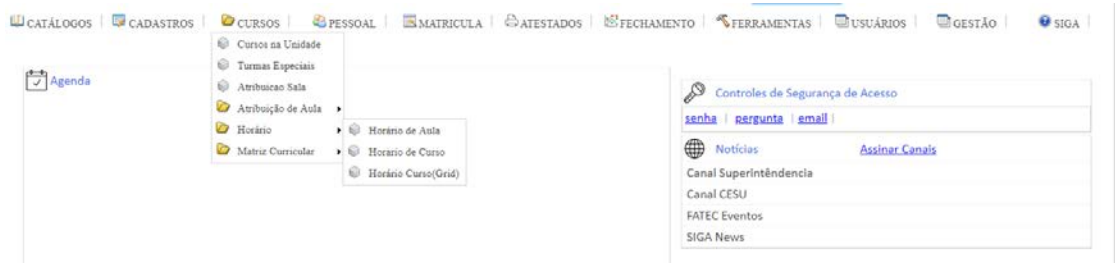 CATÁLOGOS | CADASTROS | CURSOS | PESSOAL | MATRICULA | ATESTADOS | FECHAMENTO | FERRAMENTAS | USUÁRIOS | GESTÃO | SIGA |
Cursos na Unidade
Turmas Especiais
Atribuicao Sala
Atribuição de Aula
Horário
Matriz Curricular
Horário de Aula
Horario de Curso
Horário Curso(Grid)
Agenda
Controles de Segurança de Acesso
senha | pergunta | email |
Notícias Assinar Canais
Canal Superintêndencia
Canal CESU
FATEC Eventos
SIGA News